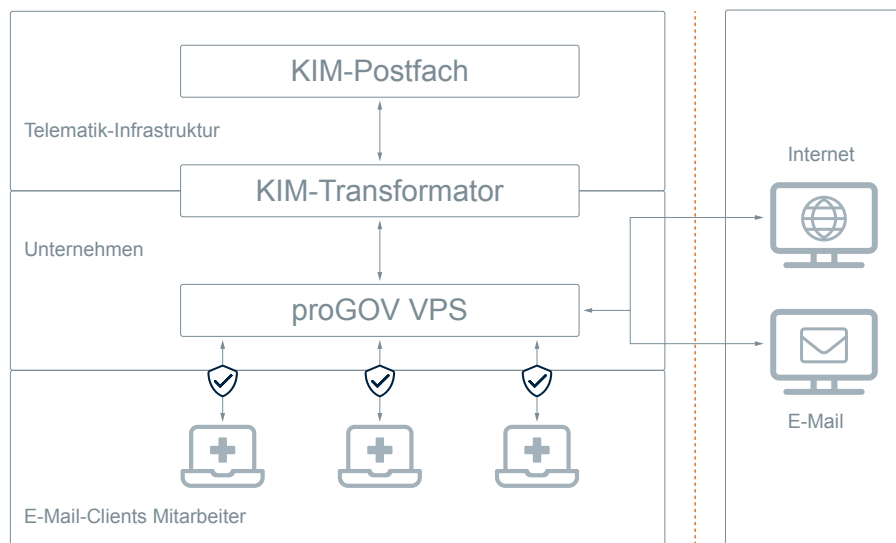 KIM-Postfach
Telematik-Infrastruktur
Internet
KIM-Transformator
Unternehmen
proGOV VPS
E-Mail
E-Mail-Clients Mitarbeiter